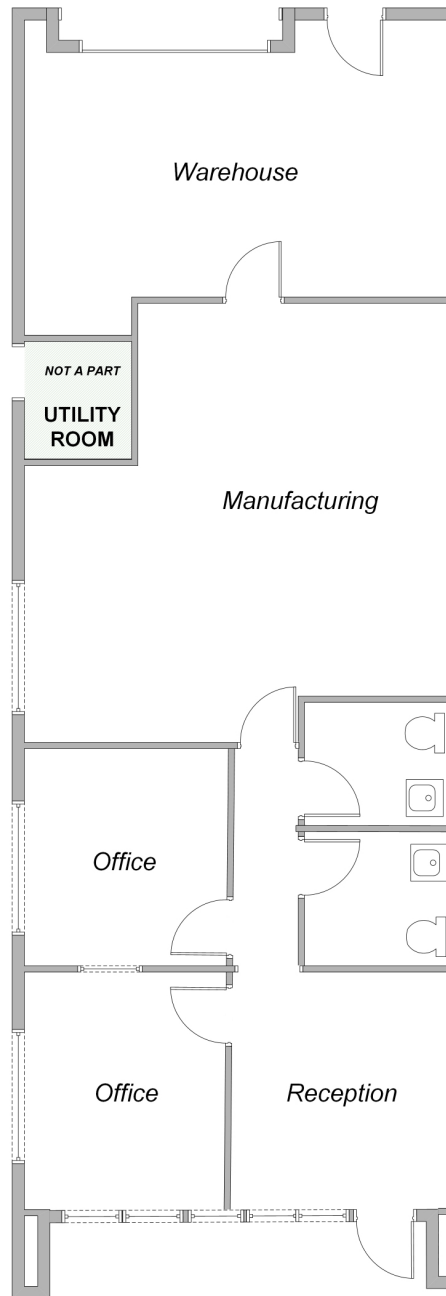 Warehouse
NOT A PART
UTILITY
ROOM
Manufacturing
Office
Office
Reception